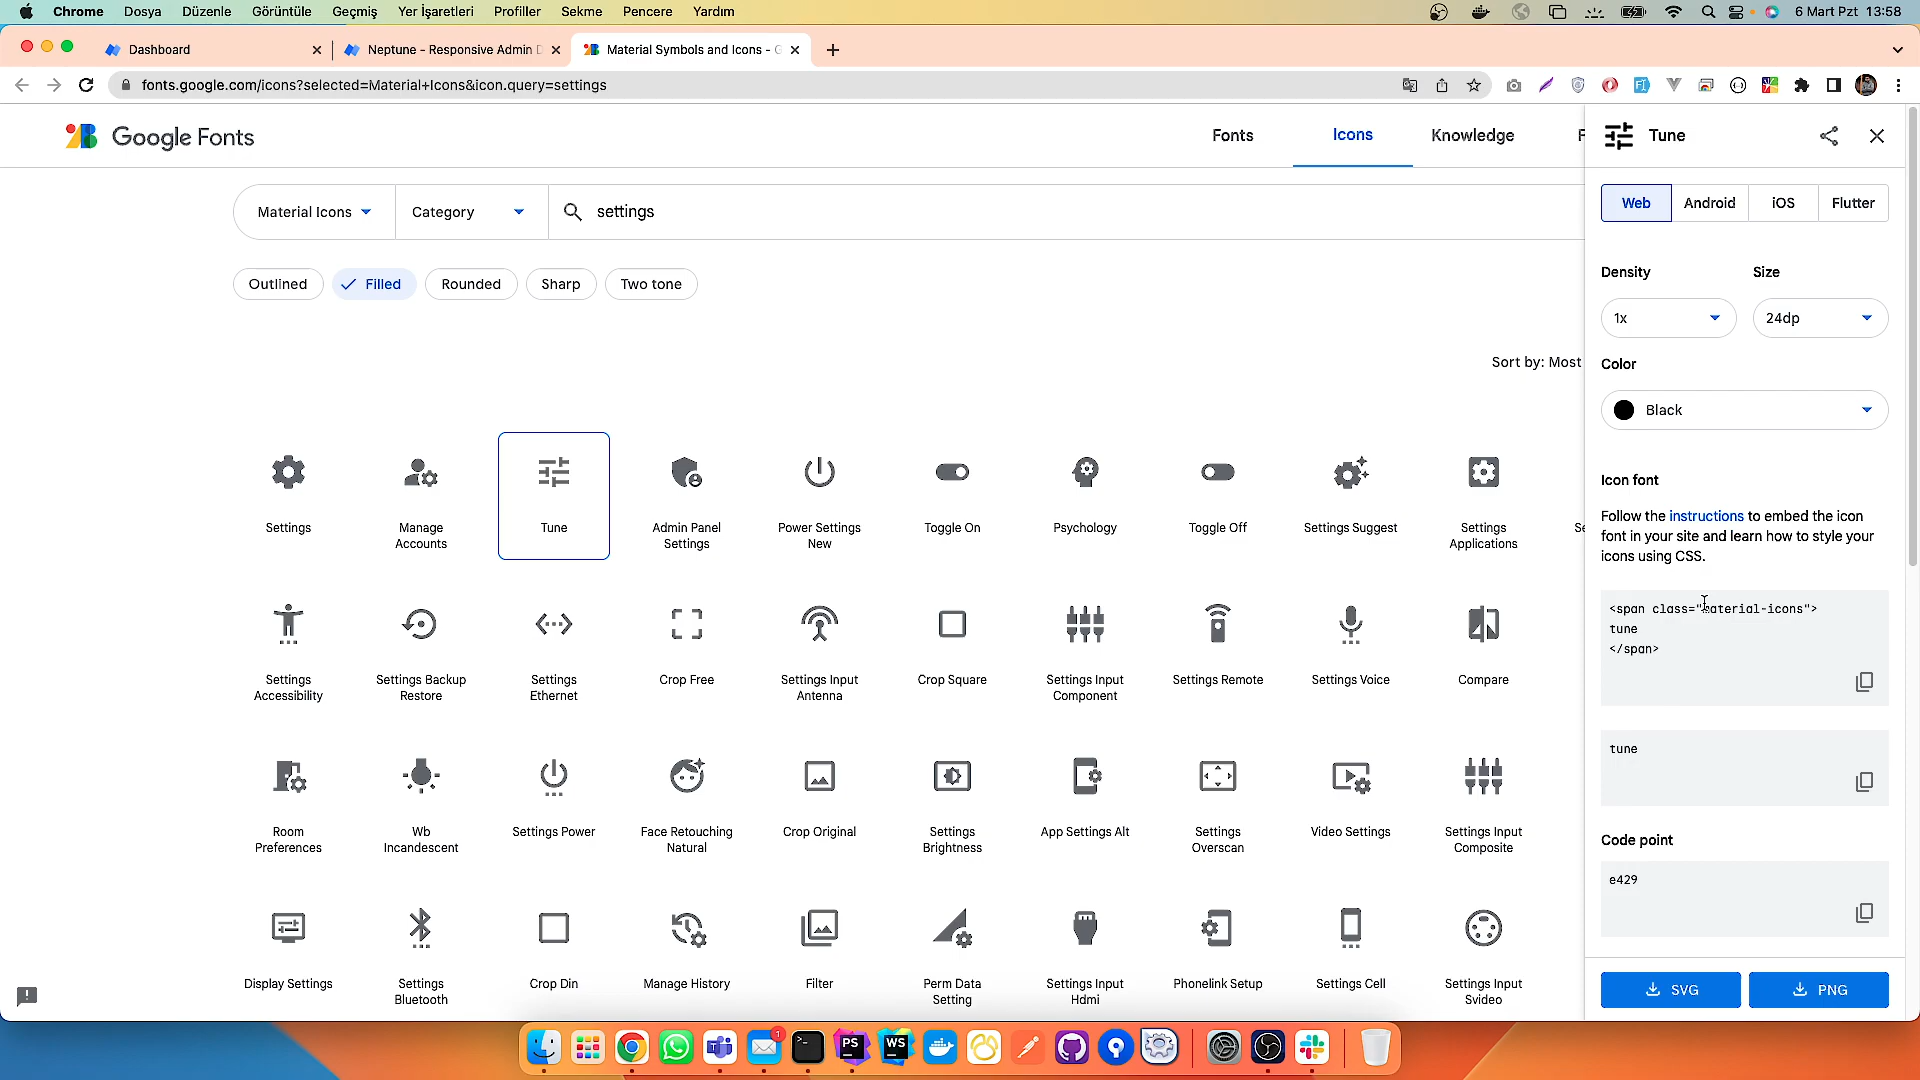 Chrome Dosya Düzenle Görüntüle Geçmiş Yer İşaretleri Profiller Sekme Pencere Yardım 6 Mart Pzt 13:58
Dashboard
Neptune - Responsive Admin D
Material Symbols and Icons - G
fonts.google.com/icons?selected=Material+Icons&icon.query=settings
Google Fonts
Fonts Icons Knowledge F
Material Icons Category settings
Outlined Filled Rounded Sharp Two tone
Sort by: Most
Settings
Manage Accounts
Tune
Admin Panel Settings
Power Settings New
Toggle On
Psychology
Toggle Off
Settings Suggest
Settings Applications
Se
Settings Accessibility
Settings Backup Restore
Settings Ethernet
Crop Free
Settings Input Antenna
Crop Square
Settings Input Component
Settings Remote
Settings Voice
Compare
Room Preferences
Wb Incandescent
Settings Power
Face Retouching Natural
Crop Original
Settings Brightness
App Settings Alt
Settings Overscan
Video Settings
Settings Input Composite
Display Settings
Settings Bluetooth
Crop Din
Manage History
Filter
Perm Data Setting
Settings Input Hdmi
Phonelink Setup
Settings Cell
Settings Input Svideo
Tune
Web Android iOS Flutter
Density Size
1x 24dp
Color
Black
Icon font
Follow the instructions to embed the icon
font in your site and learn how to style your
icons using CSS.
<span class="material-icons">
tune
</span>
tune
Code point
e429
SVG PNG
1
PS
WS